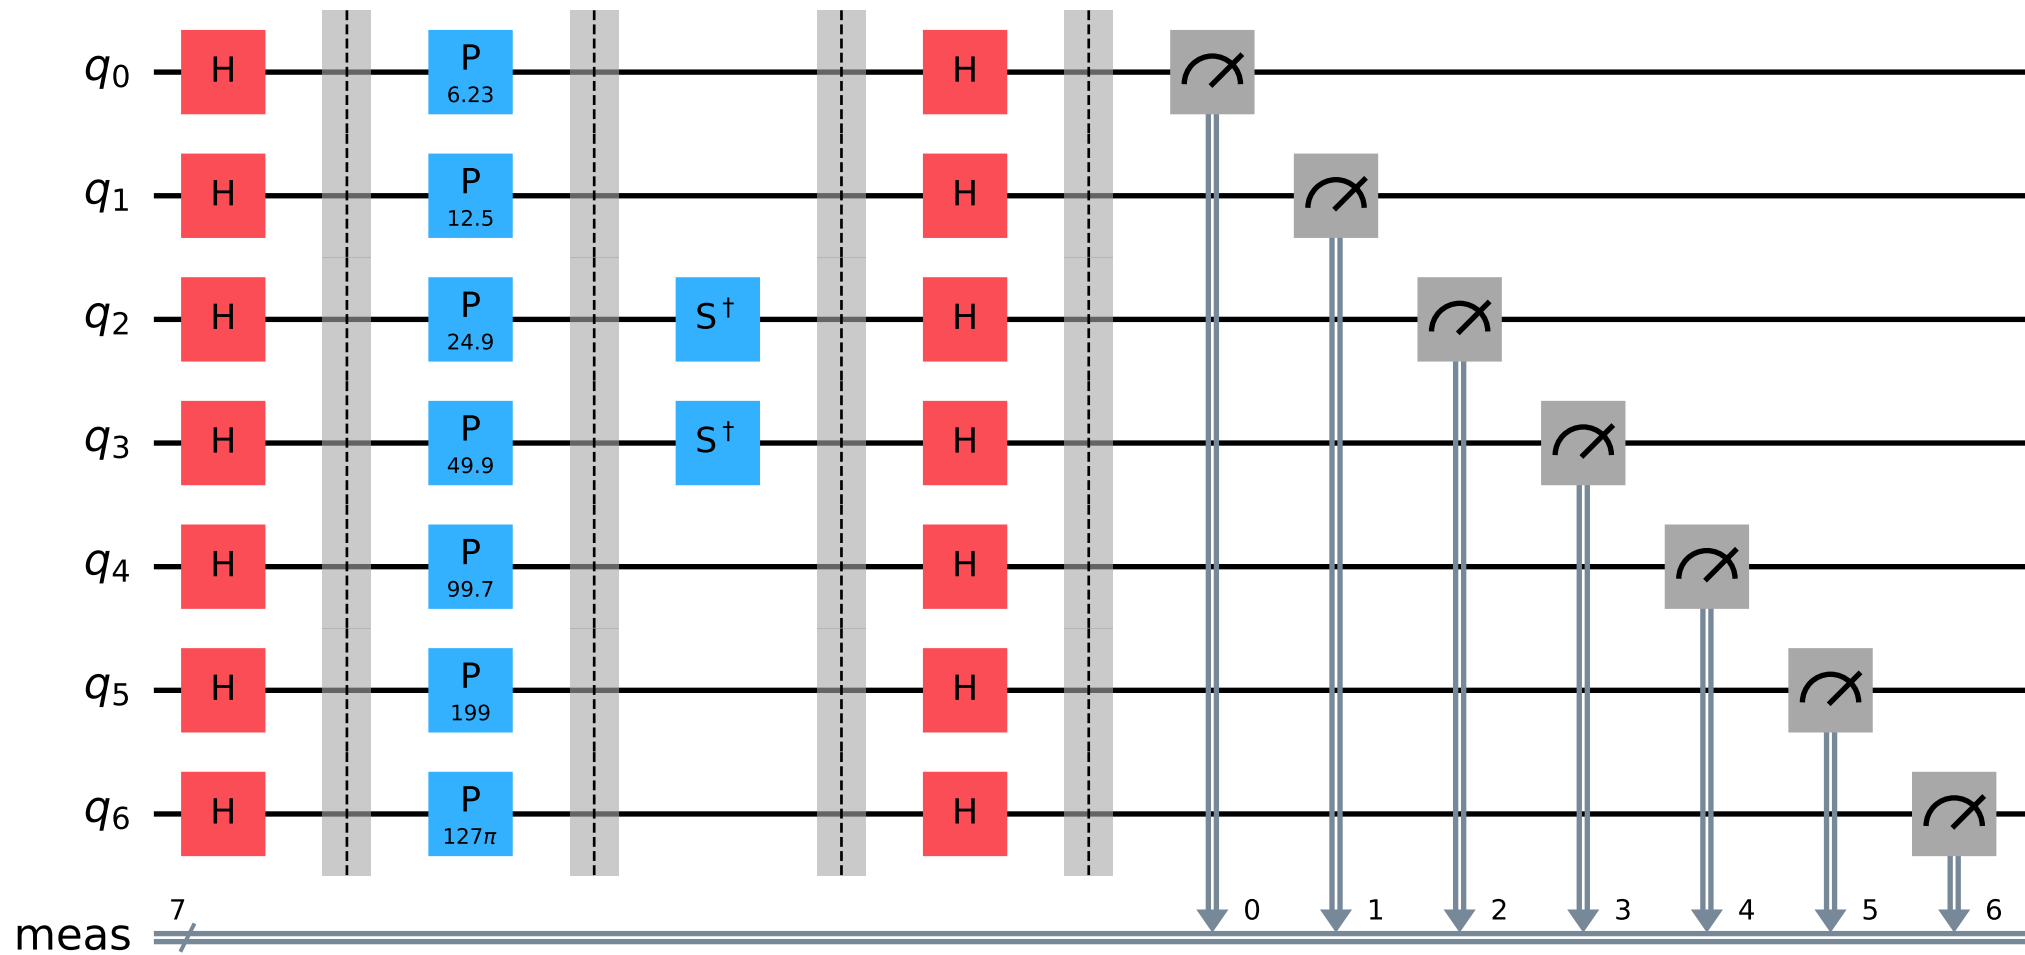 q0 H P 6.23 H
q1 H P 12.5 H
q2 H P 24.9 S† H
q3 H P 49.9 S† H
q4 H P 99.7 H
q5 H P 199 H
q6 H P 127π H
7 0 1 2 3 4 5 6
meas